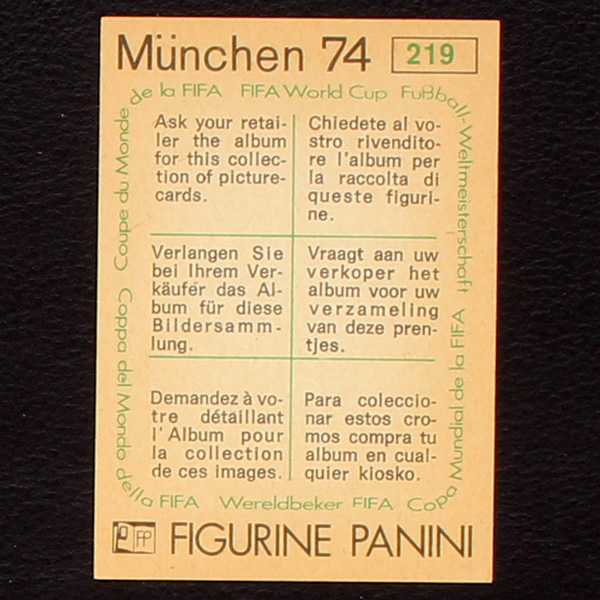 München 74 219
Coupe du Monde de la FIFA FIFA World Cup Fußball-Weltmeisterschaft
Ask your retai-
ler the album
for this collec-
tion of picture-
cards.
Chiedete al vo-
stro rivendito-
re l'album per
la raccolta di
queste figuri-
ne.
Verlangen Sie
bei Ihrem Ver-
käufer das Al-
bum für diese
Bildersamm-
lung.
Vraagt aan uw
verkoper het
album voor uw
verzameling
van deze pren-
tjes.
Demandez à vo-
tre détaillant
l'Album pour
la collection
de ces images.
Para coleccio-
nar estos cro-
mos compra tu
album en cual-
quier kiosko.
Coppa del Mondo della FIFA Wereldbeker FIFA Copa Mundial de la FIFA
FP FIGURINE PANINI